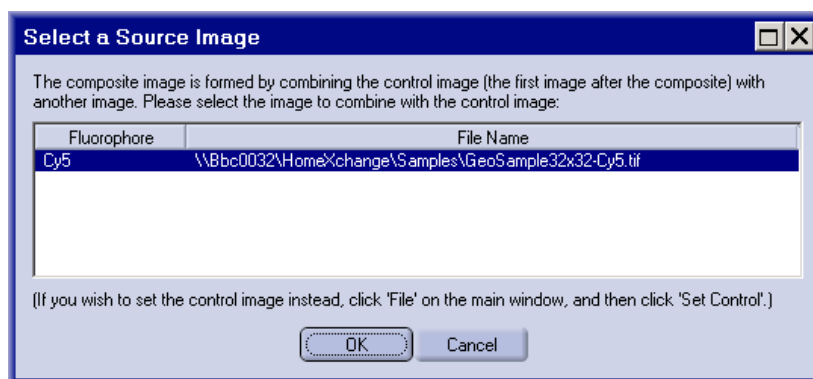 Select a Source Image
The composite image is formed by combining the control image (the first image after the composite) with
another image. Please select the image to combine with the control image:
Fluorophore File Name
Cy5 \\Bbc0032\HomeXchange\Samples\GeoSample32x32-Cy5.tif
(If you wish to set the control image instead, click 'File' on the main window, and then click 'Set Control'.)
OK Cancel